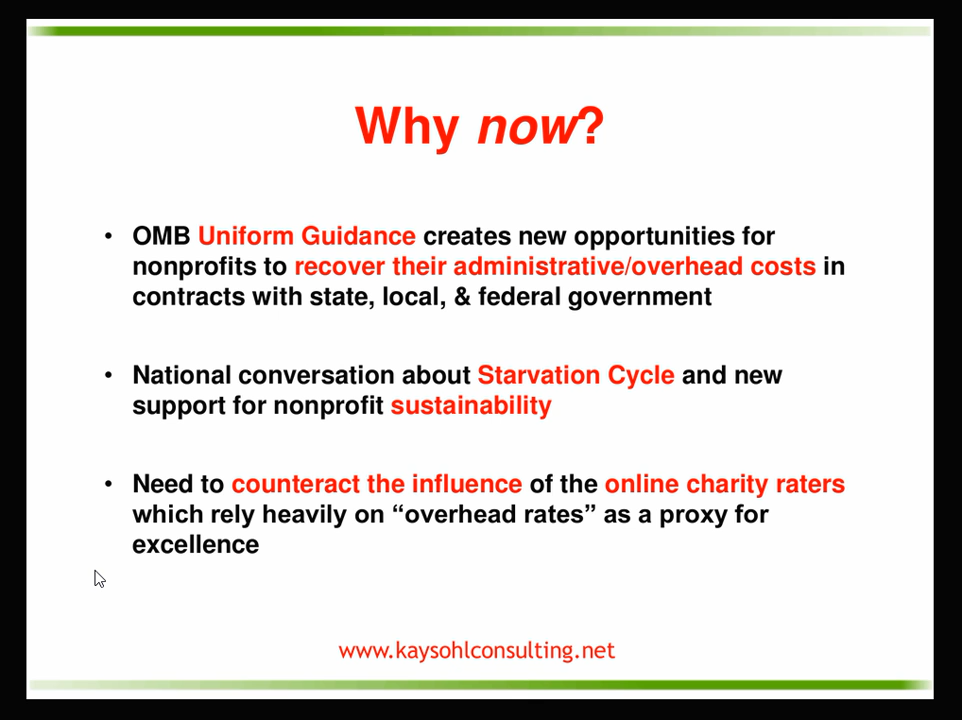 Why now?
• OMB Uniform Guidance creates new opportunities for
nonprofits to recover their administrative/overhead costs in
contracts with state, local, & federal government
• National conversation about Starvation Cycle and new
support for nonprofit sustainability
• Need to counteract the influence of the online charity raters
which rely heavily on “overhead rates” as a proxy for
excellence
www.kaysohlconsulting.net